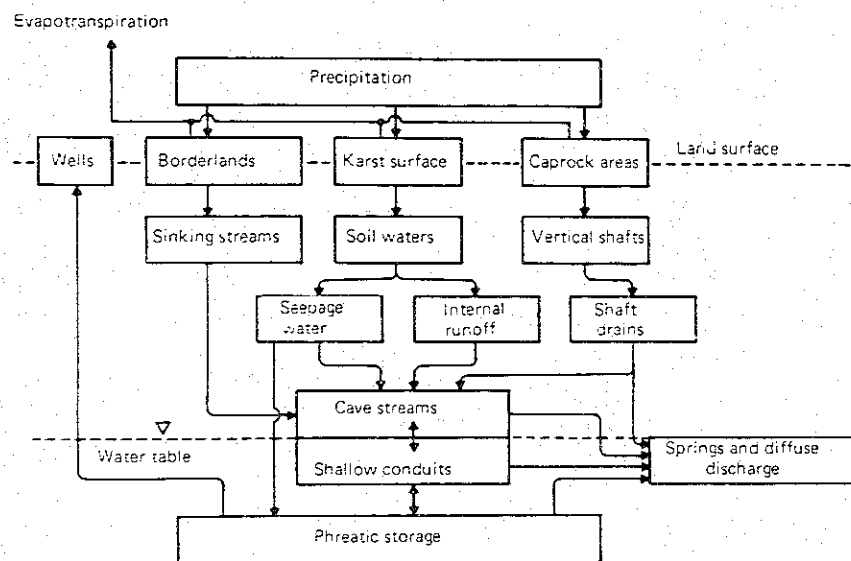 Evapotranspiration
Precipitation
Wells
Borderlands
Karst surface
Caprock areas
Land surface
Sinking streams
Soil waters
Vertical shafts
Seepage
water
Internal
runoff
Shaft
drains
Cave streams
Water table
Shallow conduits
Springs and diffuse
discharge
Phreatic storage